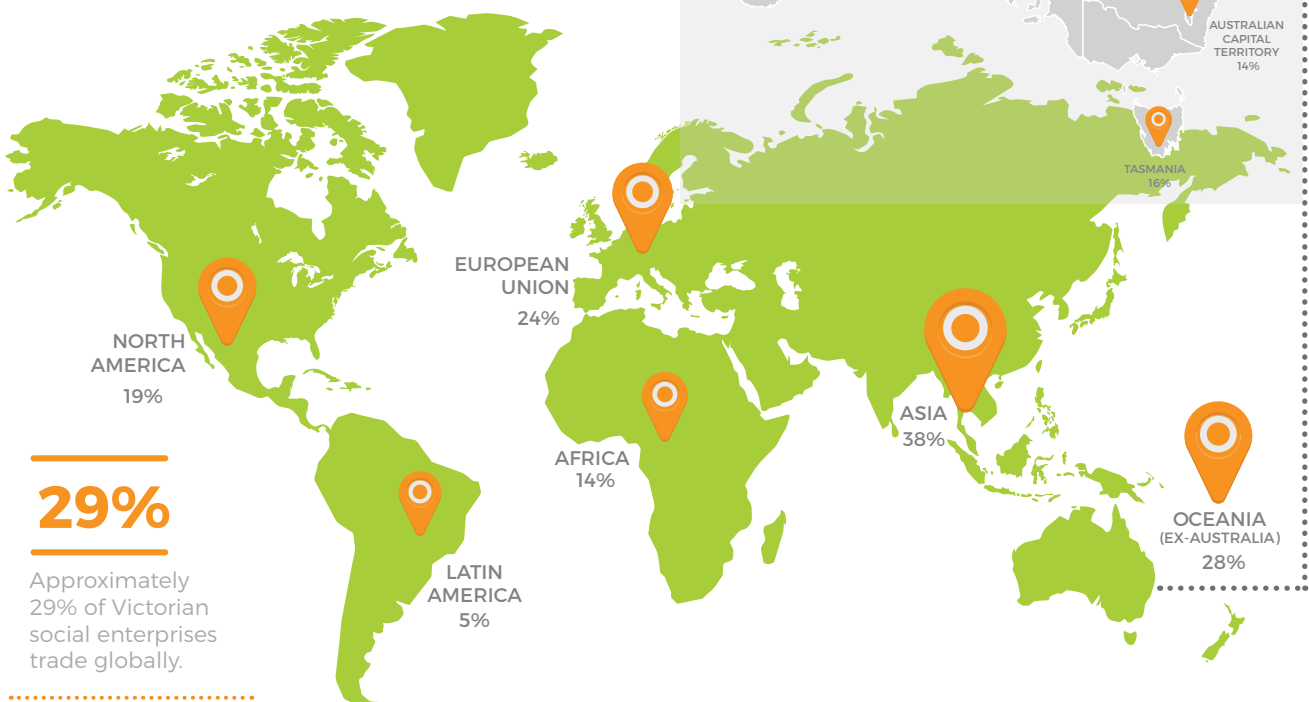 AUSTRALIAN
CAPITAL
TERRITORY
14%
TASMANIA
16%
EUROPEAN
UNION
24%
NORTH
AMERICA
19%
ASIA
38%
AFRICA
14%
OCEANIA
(EX-AUSTRALIA)
28%
LATIN
AMERICA
5%
29%
Approximately
29% of Victorian
social enterprises
trade globally.